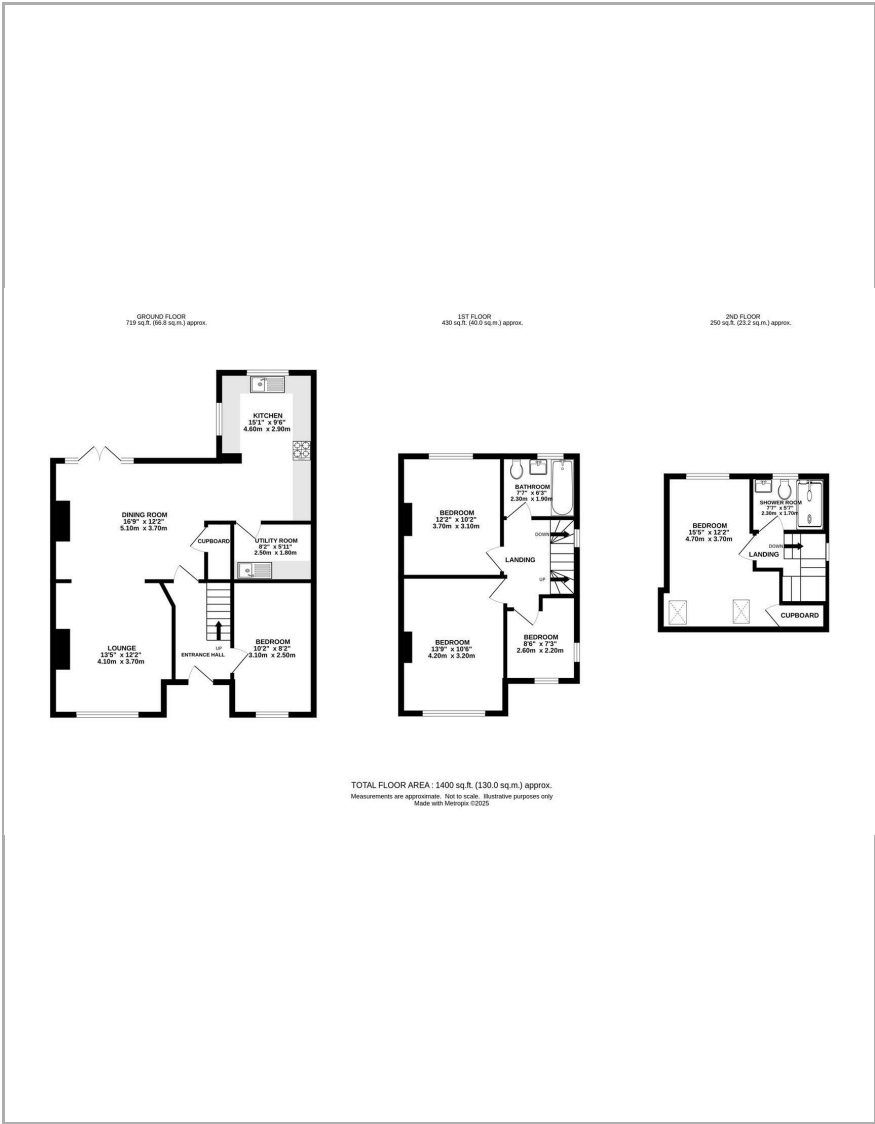 GROUND FLOOR
719 sq.ft. (66.8 sq.m.) approx.
KITCHEN
15'1" x 9'6"
4.60m x 2.90m
DINING ROOM
16'9" x 12'2"
5.10m x 3.70m
CUPBOARD
UTILITY ROOM
8'2" x 5'11"
2.50m x 1.80m
LOUNGE
13'5" x 12'2"
4.10m x 3.70m
UP
ENTRANCE HALL
BEDROOM
10'2" x 8'2"
3.10m x 2.50m
1ST FLOOR
430 sq.ft. (40.0 sq.m.) approx.
BEDROOM
12'2" x 10'2"
3.70m x 3.10m
BATHROOM
7'7" x 6'3"
2.30m x 1.90m
DOWN
LANDING
UP
BEDROOM
13'9" x 10'6"
4.20m x 3.20m
BEDROOM
8'6" x 7'3"
2.60m x 2.20m
2ND FLOOR
250 sq.ft. (23.2 sq.m.) approx.
BEDROOM
15'5" x 12'2"
4.70m x 3.70m
SHOWER ROOM
7'7" x 5'7"
2.30m x 1.70m
DOWN
LANDING
CUPBOARD
TOTAL FLOOR AREA : 1400 sq.ft. (130.0 sq.m.) approx.
Measurements are approximate. Not to scale. Illustrative purposes only
Made with Metropix ©2025